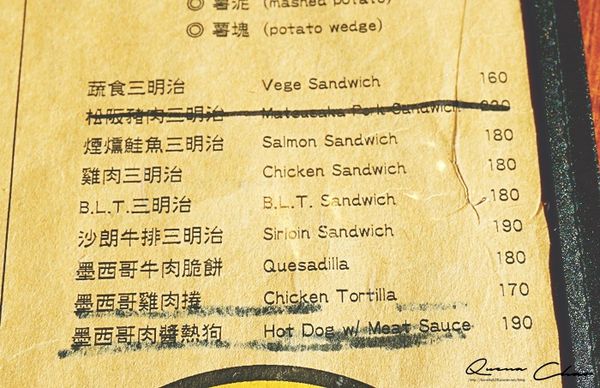 ◎ 薯泥 (mashed potato)
◎ 薯塊 (potato wedge)
蔬食三明治 Vege Sandwich 160
松阪豬肉三明治 Matsusaka Pork Sandwich 220
煙燻鮭魚三明治 Salmon Sandwich 180
雞肉三明治 Chicken Sandwich 180
B.L.T.三明治 B.L.T. Sandwich 180
沙朗牛排三明治 Sirloin Sandwich 190
墨西哥牛肉脆餅 Quesadilla 180
墨西哥雞肉捲 Chicken Tortilla 170
墨西哥肉醬熱狗 Hot Dog w/ Meat Sauce 190
Quena Chen